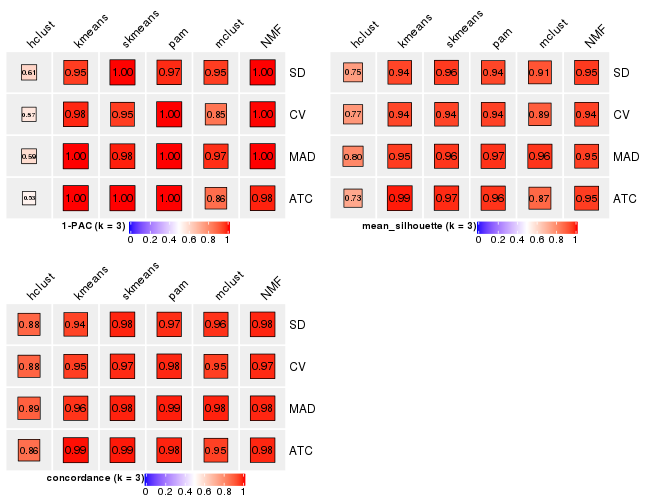 hclust kmeans skmeans pam mclust NMF
0.61 0.95 1.00 0.97 0.95 1.00 SD
0.57 0.98 0.95 1.00 0.85 1.00 CV
0.59 1.00 0.98 1.00 0.97 1.00 MAD
0.53 1.00 1.00 1.00 0.86 0.98 ATC
1-PAC (k = 3)
0 0.2 0.4 0.6 0.8 1
hclust kmeans skmeans pam mclust NMF
0.75 0.94 0.96 0.94 0.91 0.95 SD
0.77 0.94 0.94 0.94 0.89 0.94 CV
0.80 0.95 0.96 0.97 0.96 0.95 MAD
0.73 0.99 0.97 0.96 0.87 0.95 ATC
mean_silhouette (k = 3)
0 0.2 0.4 0.6 0.8 1
hclust kmeans skmeans pam mclust NMF
0.88 0.94 0.98 0.97 0.96 0.98 SD
0.88 0.95 0.97 0.98 0.95 0.97 CV
0.89 0.96 0.98 0.99 0.98 0.98 MAD
0.86 0.99 0.99 0.98 0.95 0.98 ATC
concordance (k = 3)
0 0.2 0.4 0.6 0.8 1